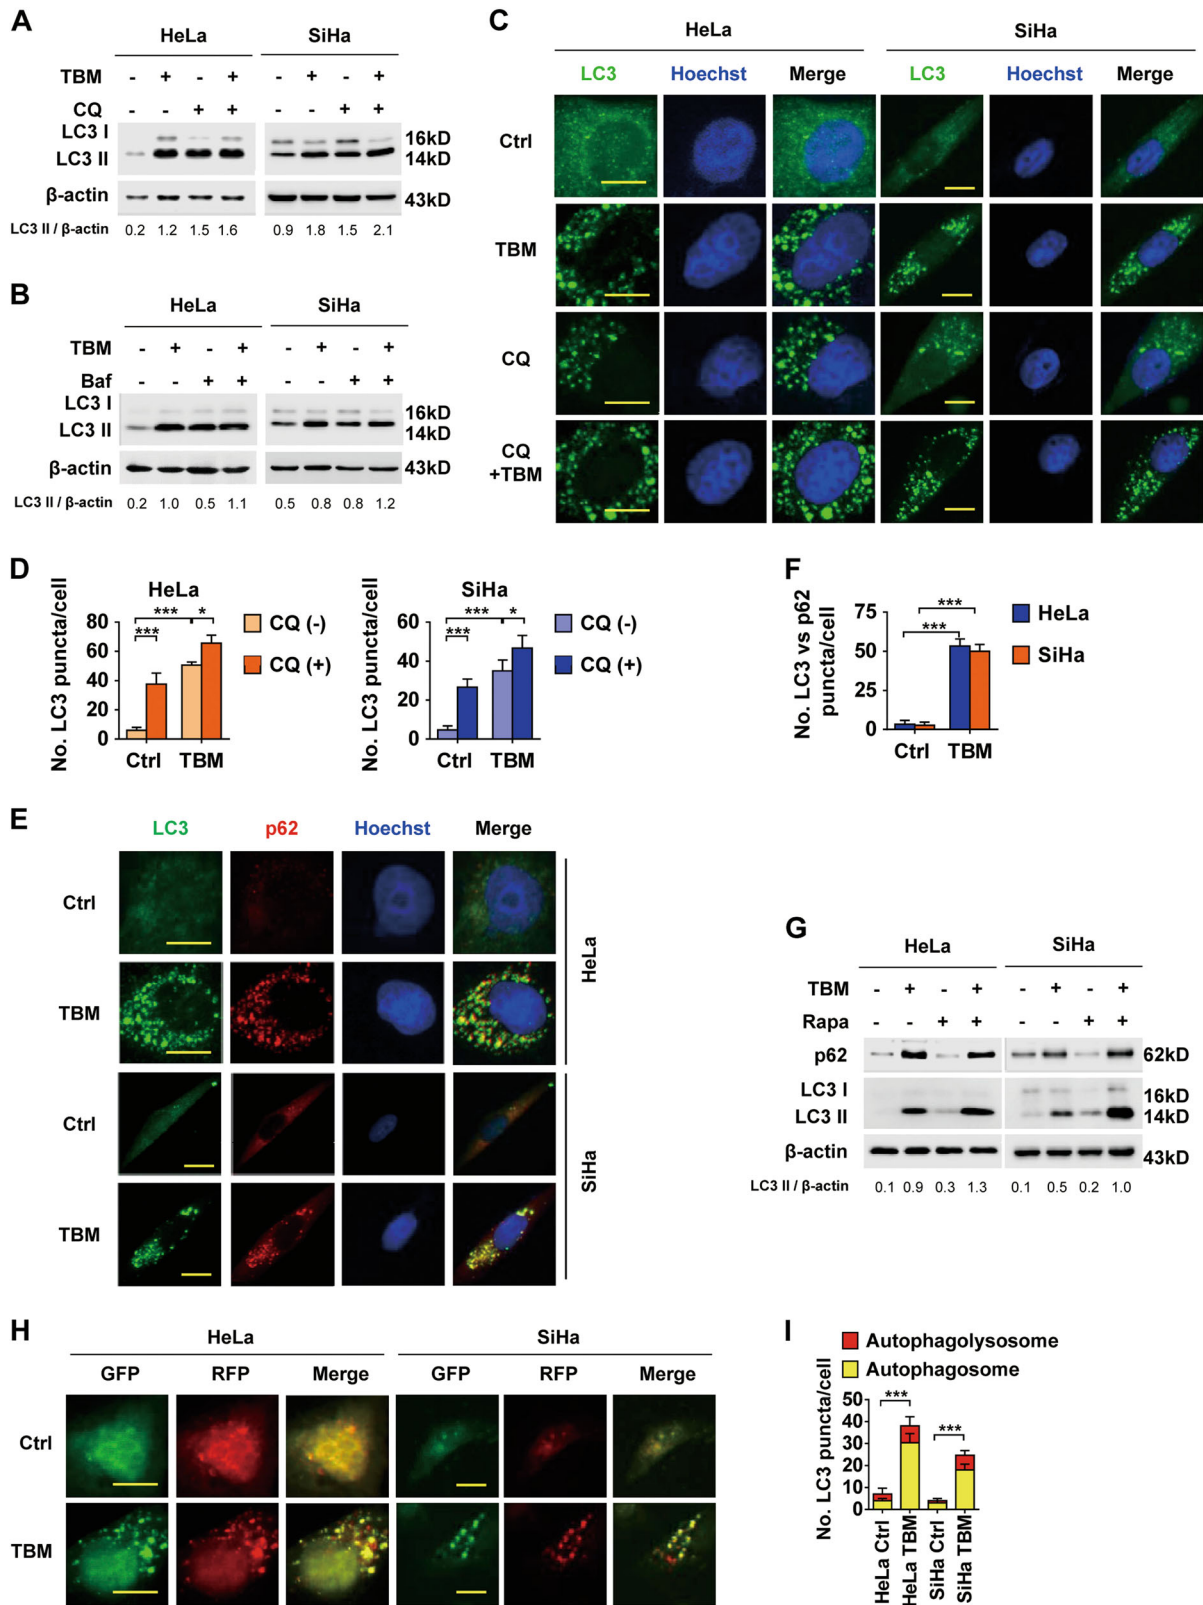 A
HeLa SiHa
TBM - + - + - + - +
CQ - - + + - - + +
LC3 I 16kD
LC3 II 14kD
β-actin 43kD
LC3 II / β-actin 0.2 1.2 1.5 1.6 0.9 1.8 1.5 2.1
B
HeLa SiHa
TBM - + - + - + - +
Baf - - + + - - + +
LC3 I 16kD
LC3 II 14kD
β-actin 43kD
LC3 II / β-actin 0.2 1.0 0.5 1.1 0.5 0.8 0.8 1.2
C
HeLa SiHa
LC3 Hoechst Merge LC3 Hoechst Merge
Ctrl
TBM
CQ
CQ
+TBM
D
HeLa
No. LC3 puncta/cell
80
60
40
20
0
*** *
***
Ctrl TBM
CQ (-)
CQ (+)
SiHa
No. LC3 puncta/cell
60
40
20
0
*** *
***
Ctrl TBM
CQ (-)
CQ (+)
F
No. LC3 vs p62
puncta/cell
75
50
25
0
***
***
Ctrl TBM
HeLa
SiHa
E
LC3 p62 Hoechst Merge
Ctrl
TBM
HeLa
Ctrl
TBM
SiHa
G
HeLa SiHa
TBM - + - + - + - +
Rapa - - + + - - + +
p62 62kD
LC3 I 16kD
LC3 II 14kD
β-actin 43kD
LC3 II / β-actin 0.1 0.9 0.3 1.3 0.1 0.5 0.2 1.0
H
HeLa SiHa
GFP RFP Merge GFP RFP Merge
Ctrl
TBM
I
Autophagolysosome
Autophagosome
No. LC3 puncta/cell
50
40
30
20
10
0
***
***
HeLa Ctrl
HeLa TBM
SiHa Ctrl
SiHa TBM